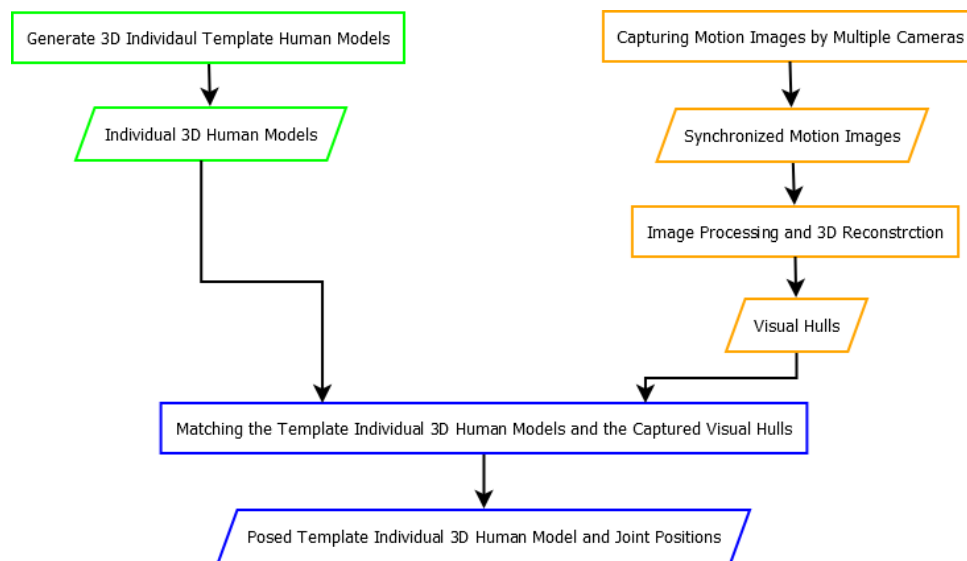 Generate 3D Individaul Template Human Models
Capturing Motion Images by Multiple Cameras
Individual 3D Human Models
Synchronized Motion Images
Image Processing and 3D Reconstrction
Visual Hulls
Matching the Template Individual 3D Human Models and the Captured Visual Hulls
Posed Template Individual 3D Human Model and Joint Positions